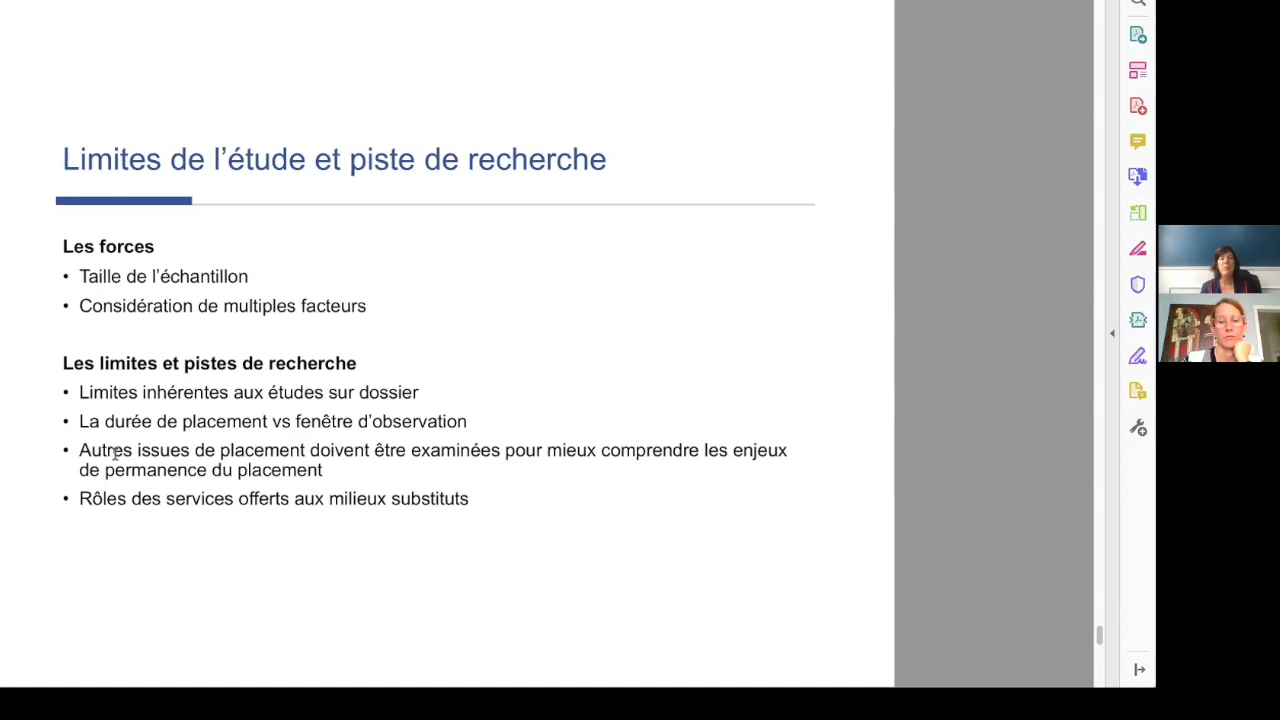 Limites de l'étude et piste de recherche
Les forces
• Taille de l'échantillon
• Considération de multiples facteurs
Les limites et pistes de recherche
• Limites inhérentes aux études sur dossier
• La durée de placement vs fenêtre d'observation
• Autres issues de placement doivent être examinées pour mieux comprendre les enjeux
de permanence du placement
• Rôles des services offerts aux milieux substituts